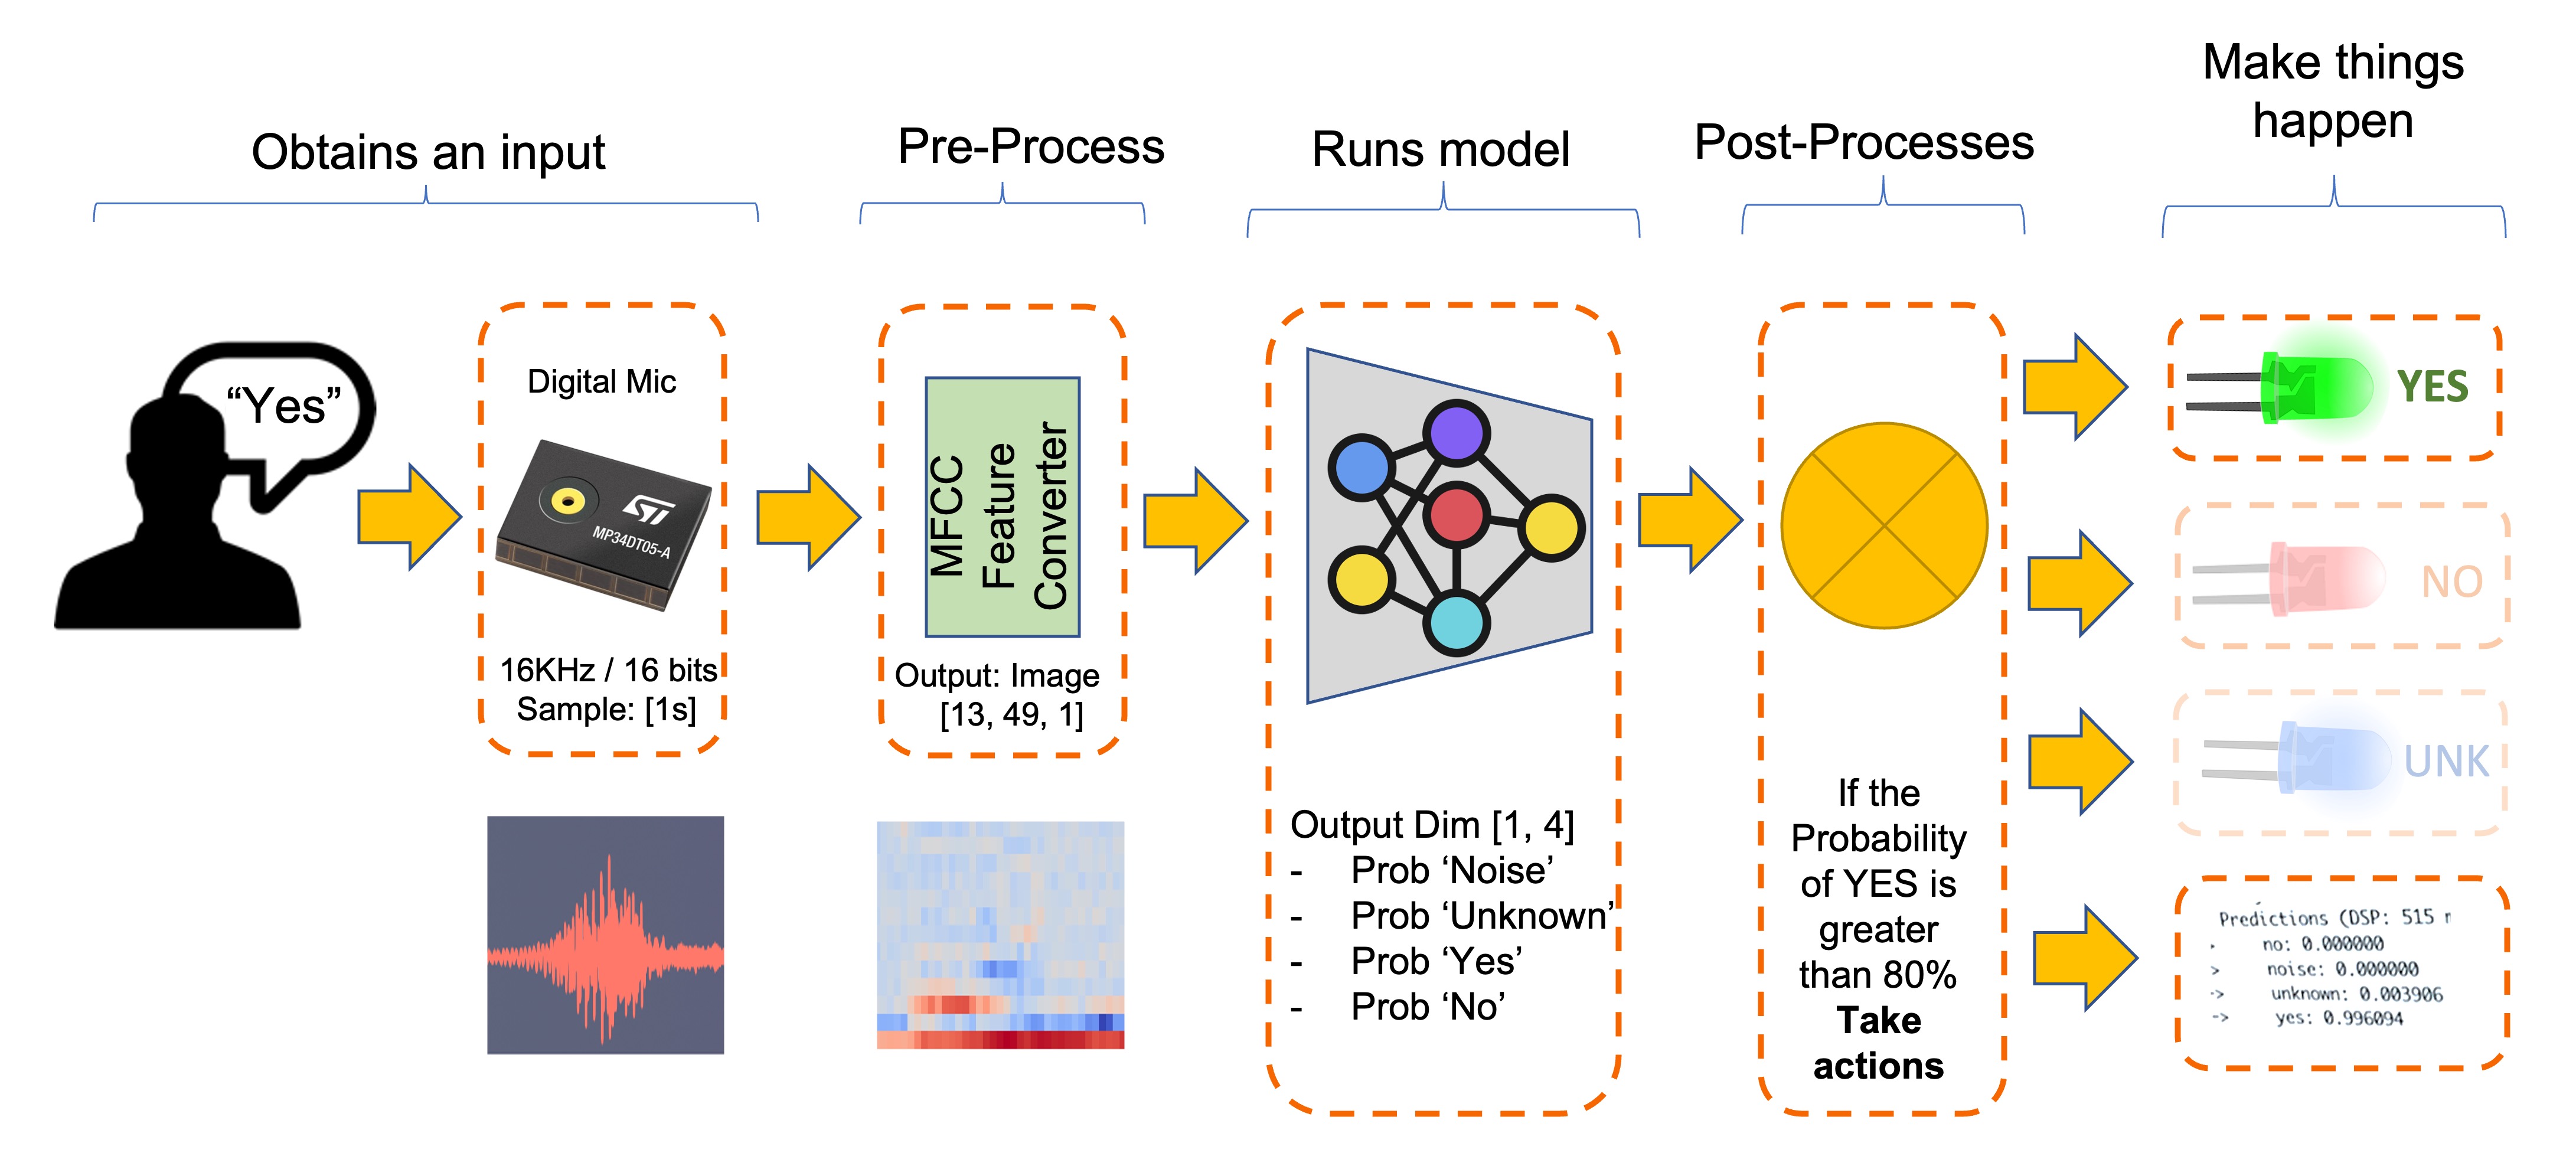 Obtains an input
Pre-Process
Runs model
Post-Processes
Make things
happen
“Yes”
Digital Mic
ST
MP34DT05-A
16KHz / 16 bits
Sample: [1s]
MFCC
Feature
Converter
Output: Image
[13, 49, 1]
Output Dim [1, 4]
- Prob ‘Noise’
- Prob ‘Unknown’
- Prob ‘Yes’
- Prob ‘No’
If the
Probability
of YES is
greater
than 80%
Take
actions
YES
NO
UNK
Predictions (DSP: 515
no: 0.000000
> noise: 0.000000
-> unknown: 0.003906
-> yes: 0.996094